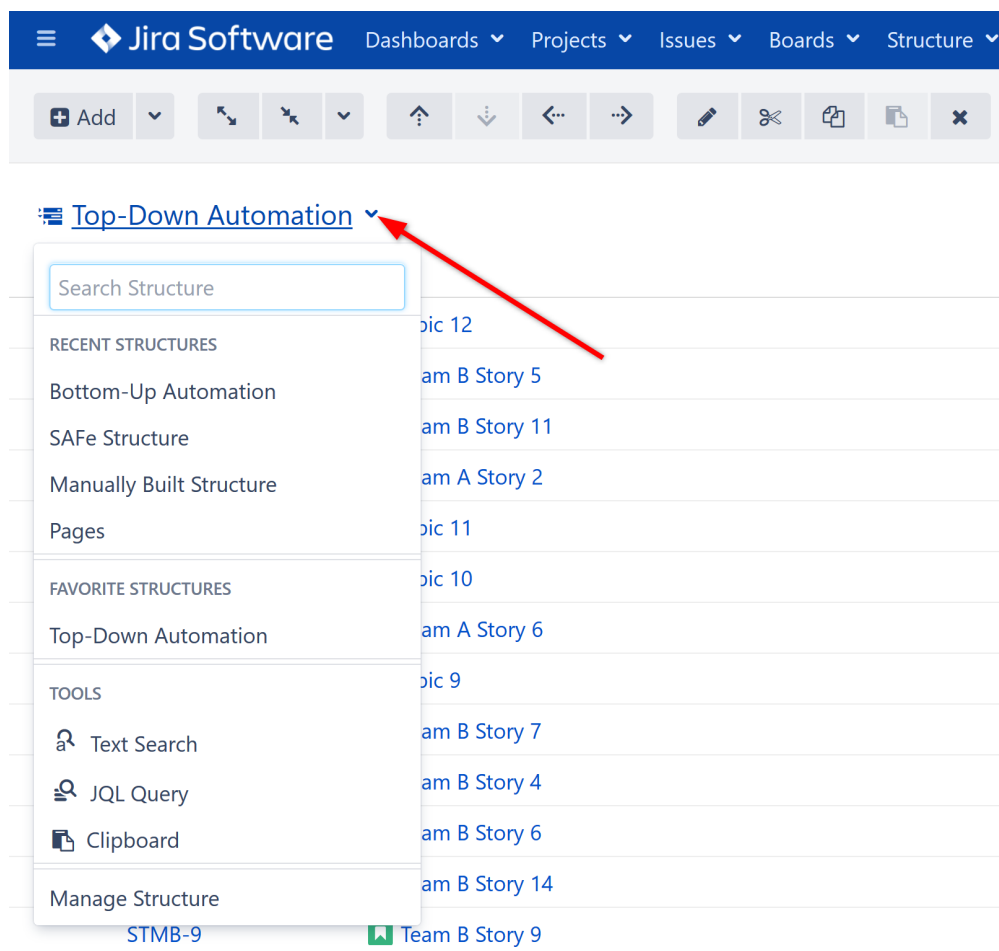 Jira Software Dashboards Projects Issues Boards Structure
Add
Top-Down Automation
Search Structure
RECENT STRUCTURES
Bottom-Up Automation
SAFe Structure
Manually Built Structure
Pages
FAVORITE STRUCTURES
Top-Down Automation
TOOLS
a Text Search
JQL Query
Clipboard
Manage Structure
pic 12
am B Story 5
am B Story 11
am A Story 2
pic 11
pic 10
am A Story 6
pic 9
am B Story 7
am B Story 4
am B Story 6
am B Story 14
STMB-9 Team B Story 9